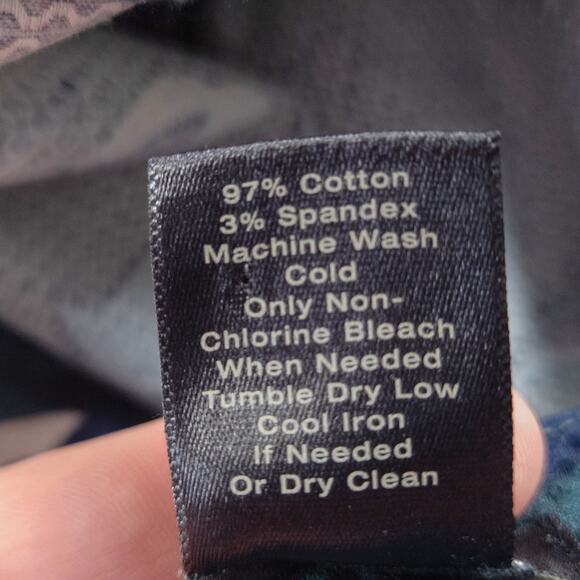 97% Cotton
3% Spandex
Machine Wash
Cold
Only Non-
Chlorine Bleach
When Needed
Tumble Dry Low
Cool Iron
If Needed
Or Dry Clean